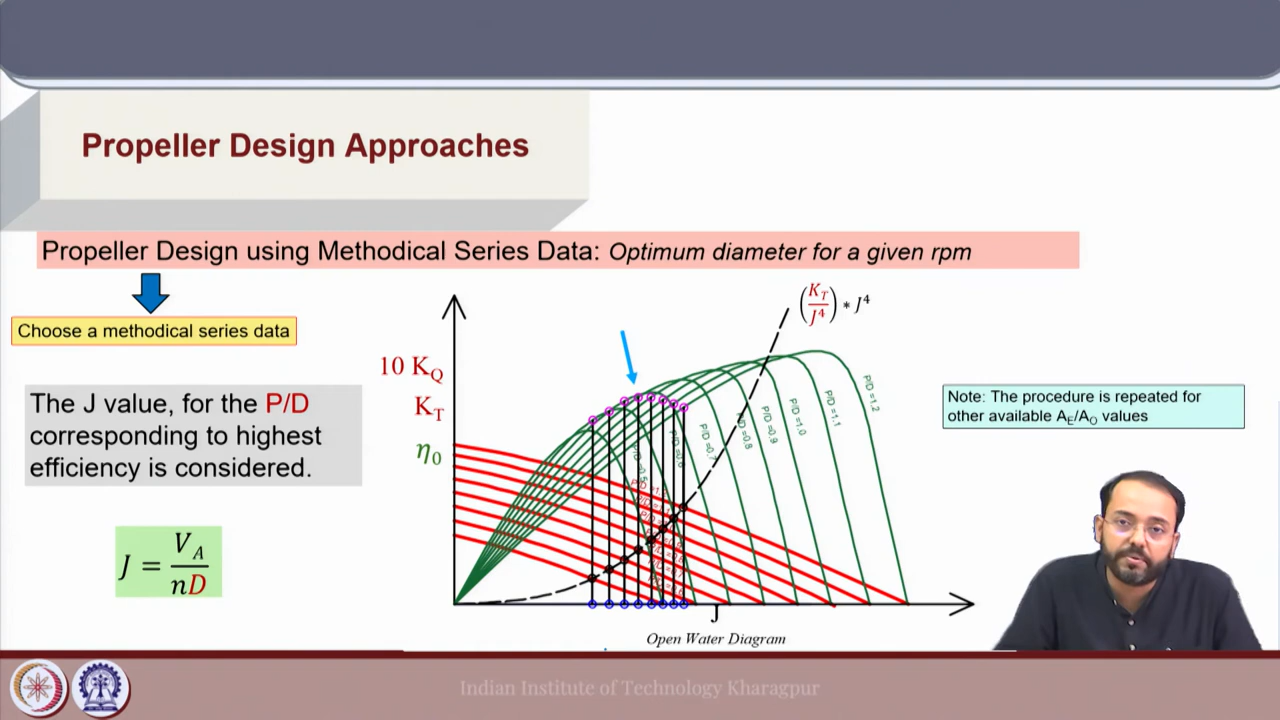 Propeller Design Approaches
Propeller Design using Methodical Series Data: Optimum diameter for a given rpm
Choose a methodical series data
The J value, for the P/D
corresponding to highest
efficiency is considered.
J = V_A / nD
(K_T / J^4) * J^4
10 K_Q
K_T
η_0
P/D =0.7
P/D =0.8
P/D =0.9
P/D =1.0
P/D =1.1
P/D =1.2
J
Open Water Diagram
Note: The procedure is repeated for
other available A_E/A_O values
Indian Institute of Technology Kharagpur